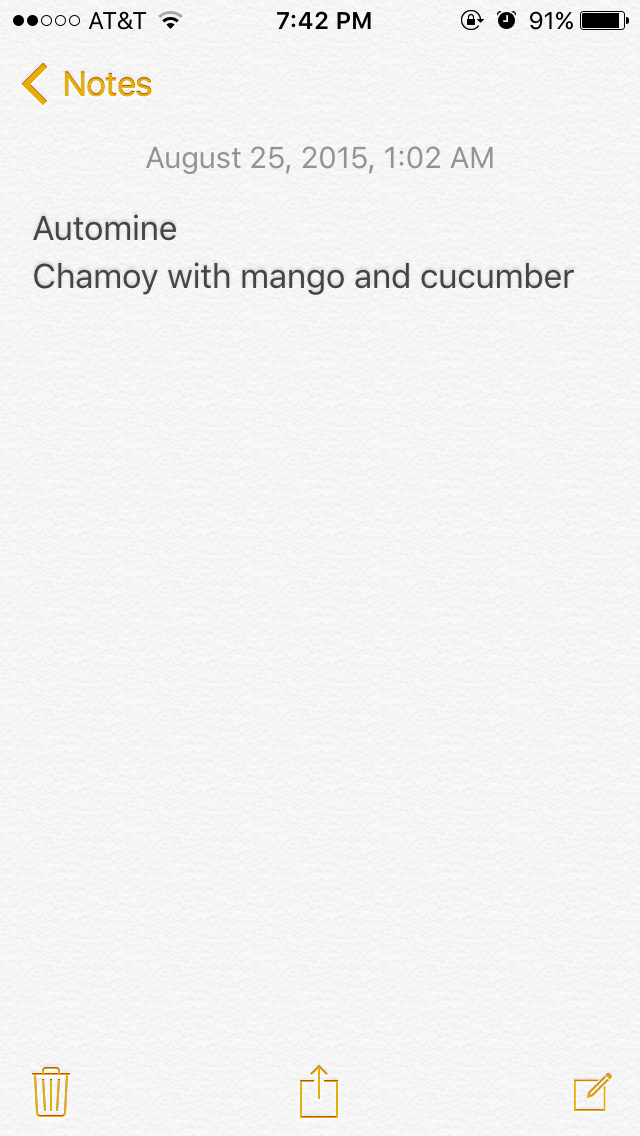 AT&T 7:42 PM 91%
Notes
August 25, 2015, 1:02 AM
Automine
Chamoy with mango and cucumber